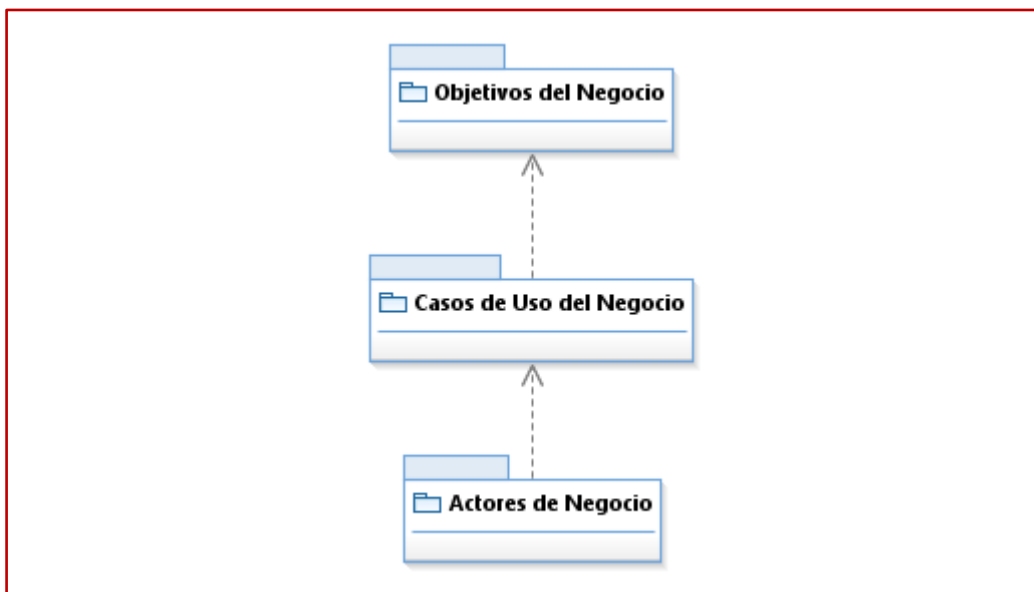 Objetivos del Negocio
Casos de Uso del Negocio
Actores de Negocio